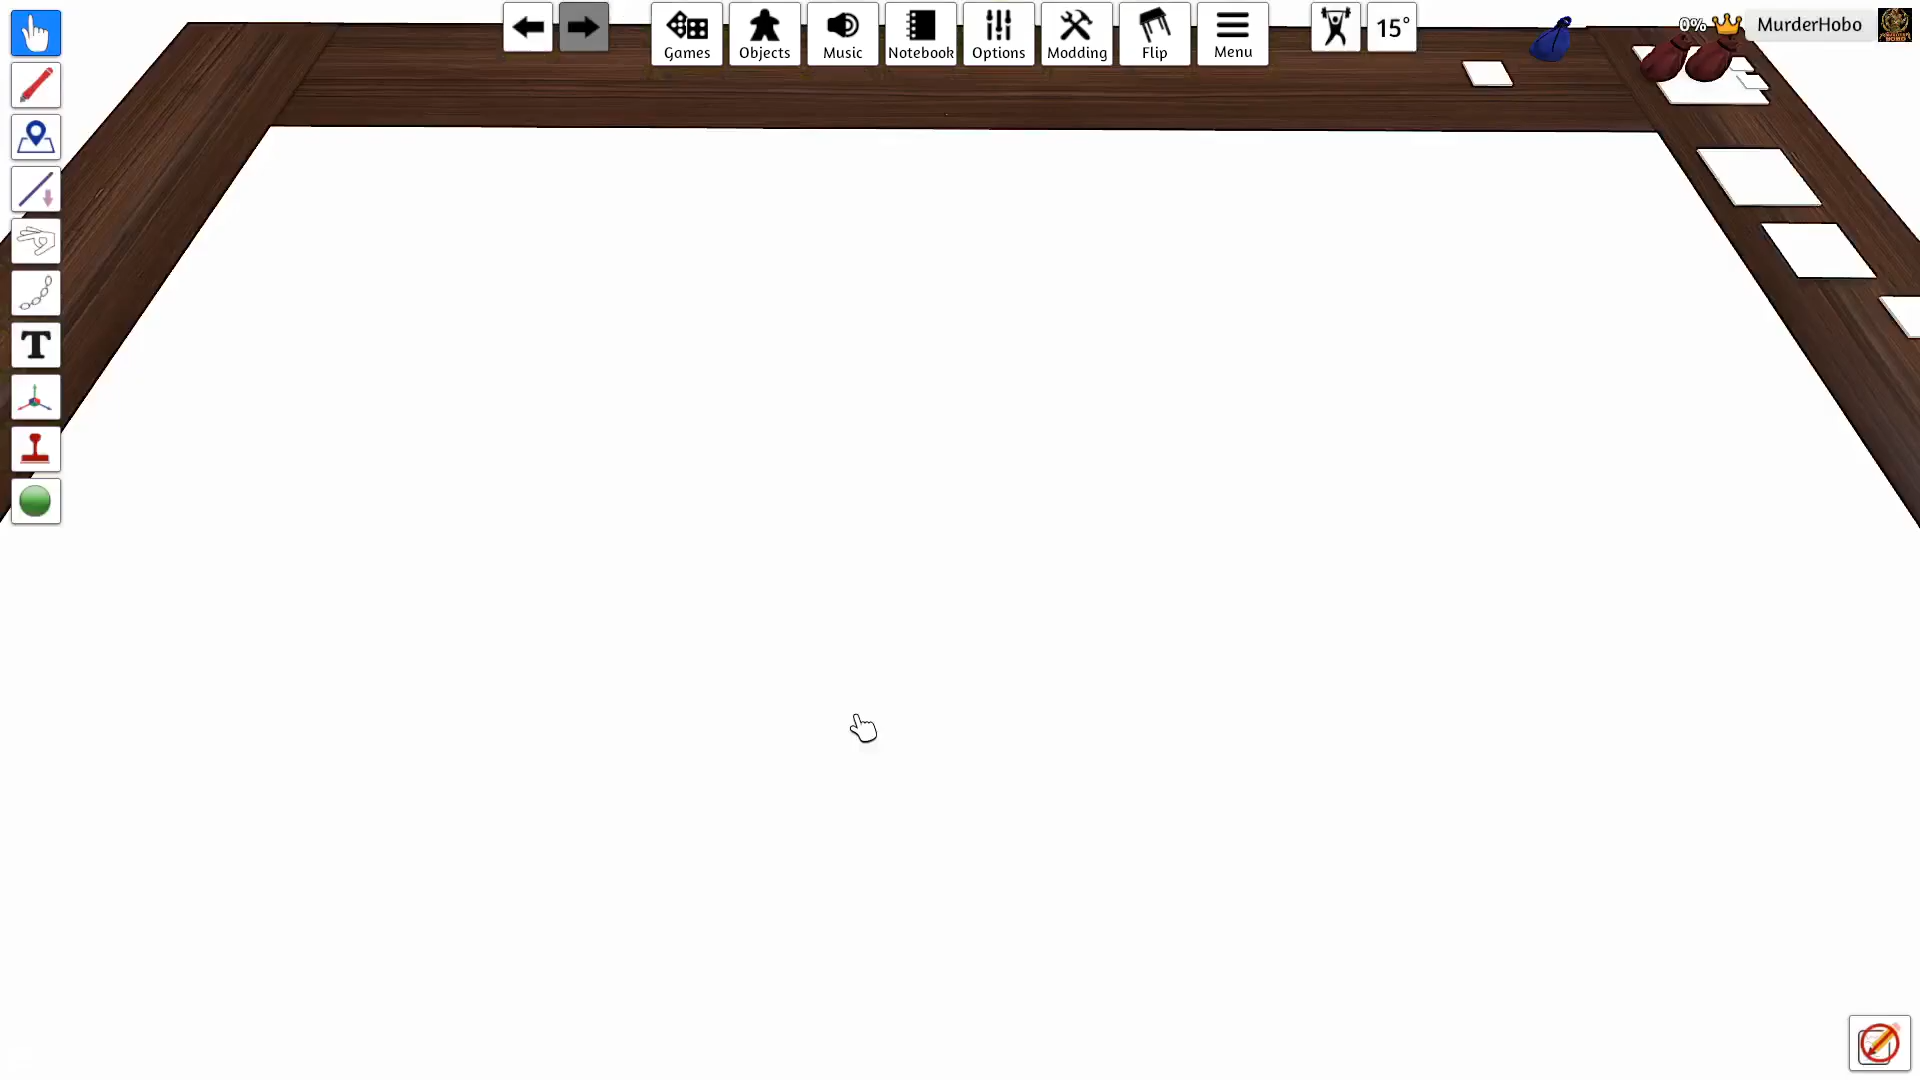 0% MurderHobo
15°
Games Objects Music Notebook Options Modding Flip Menu
T